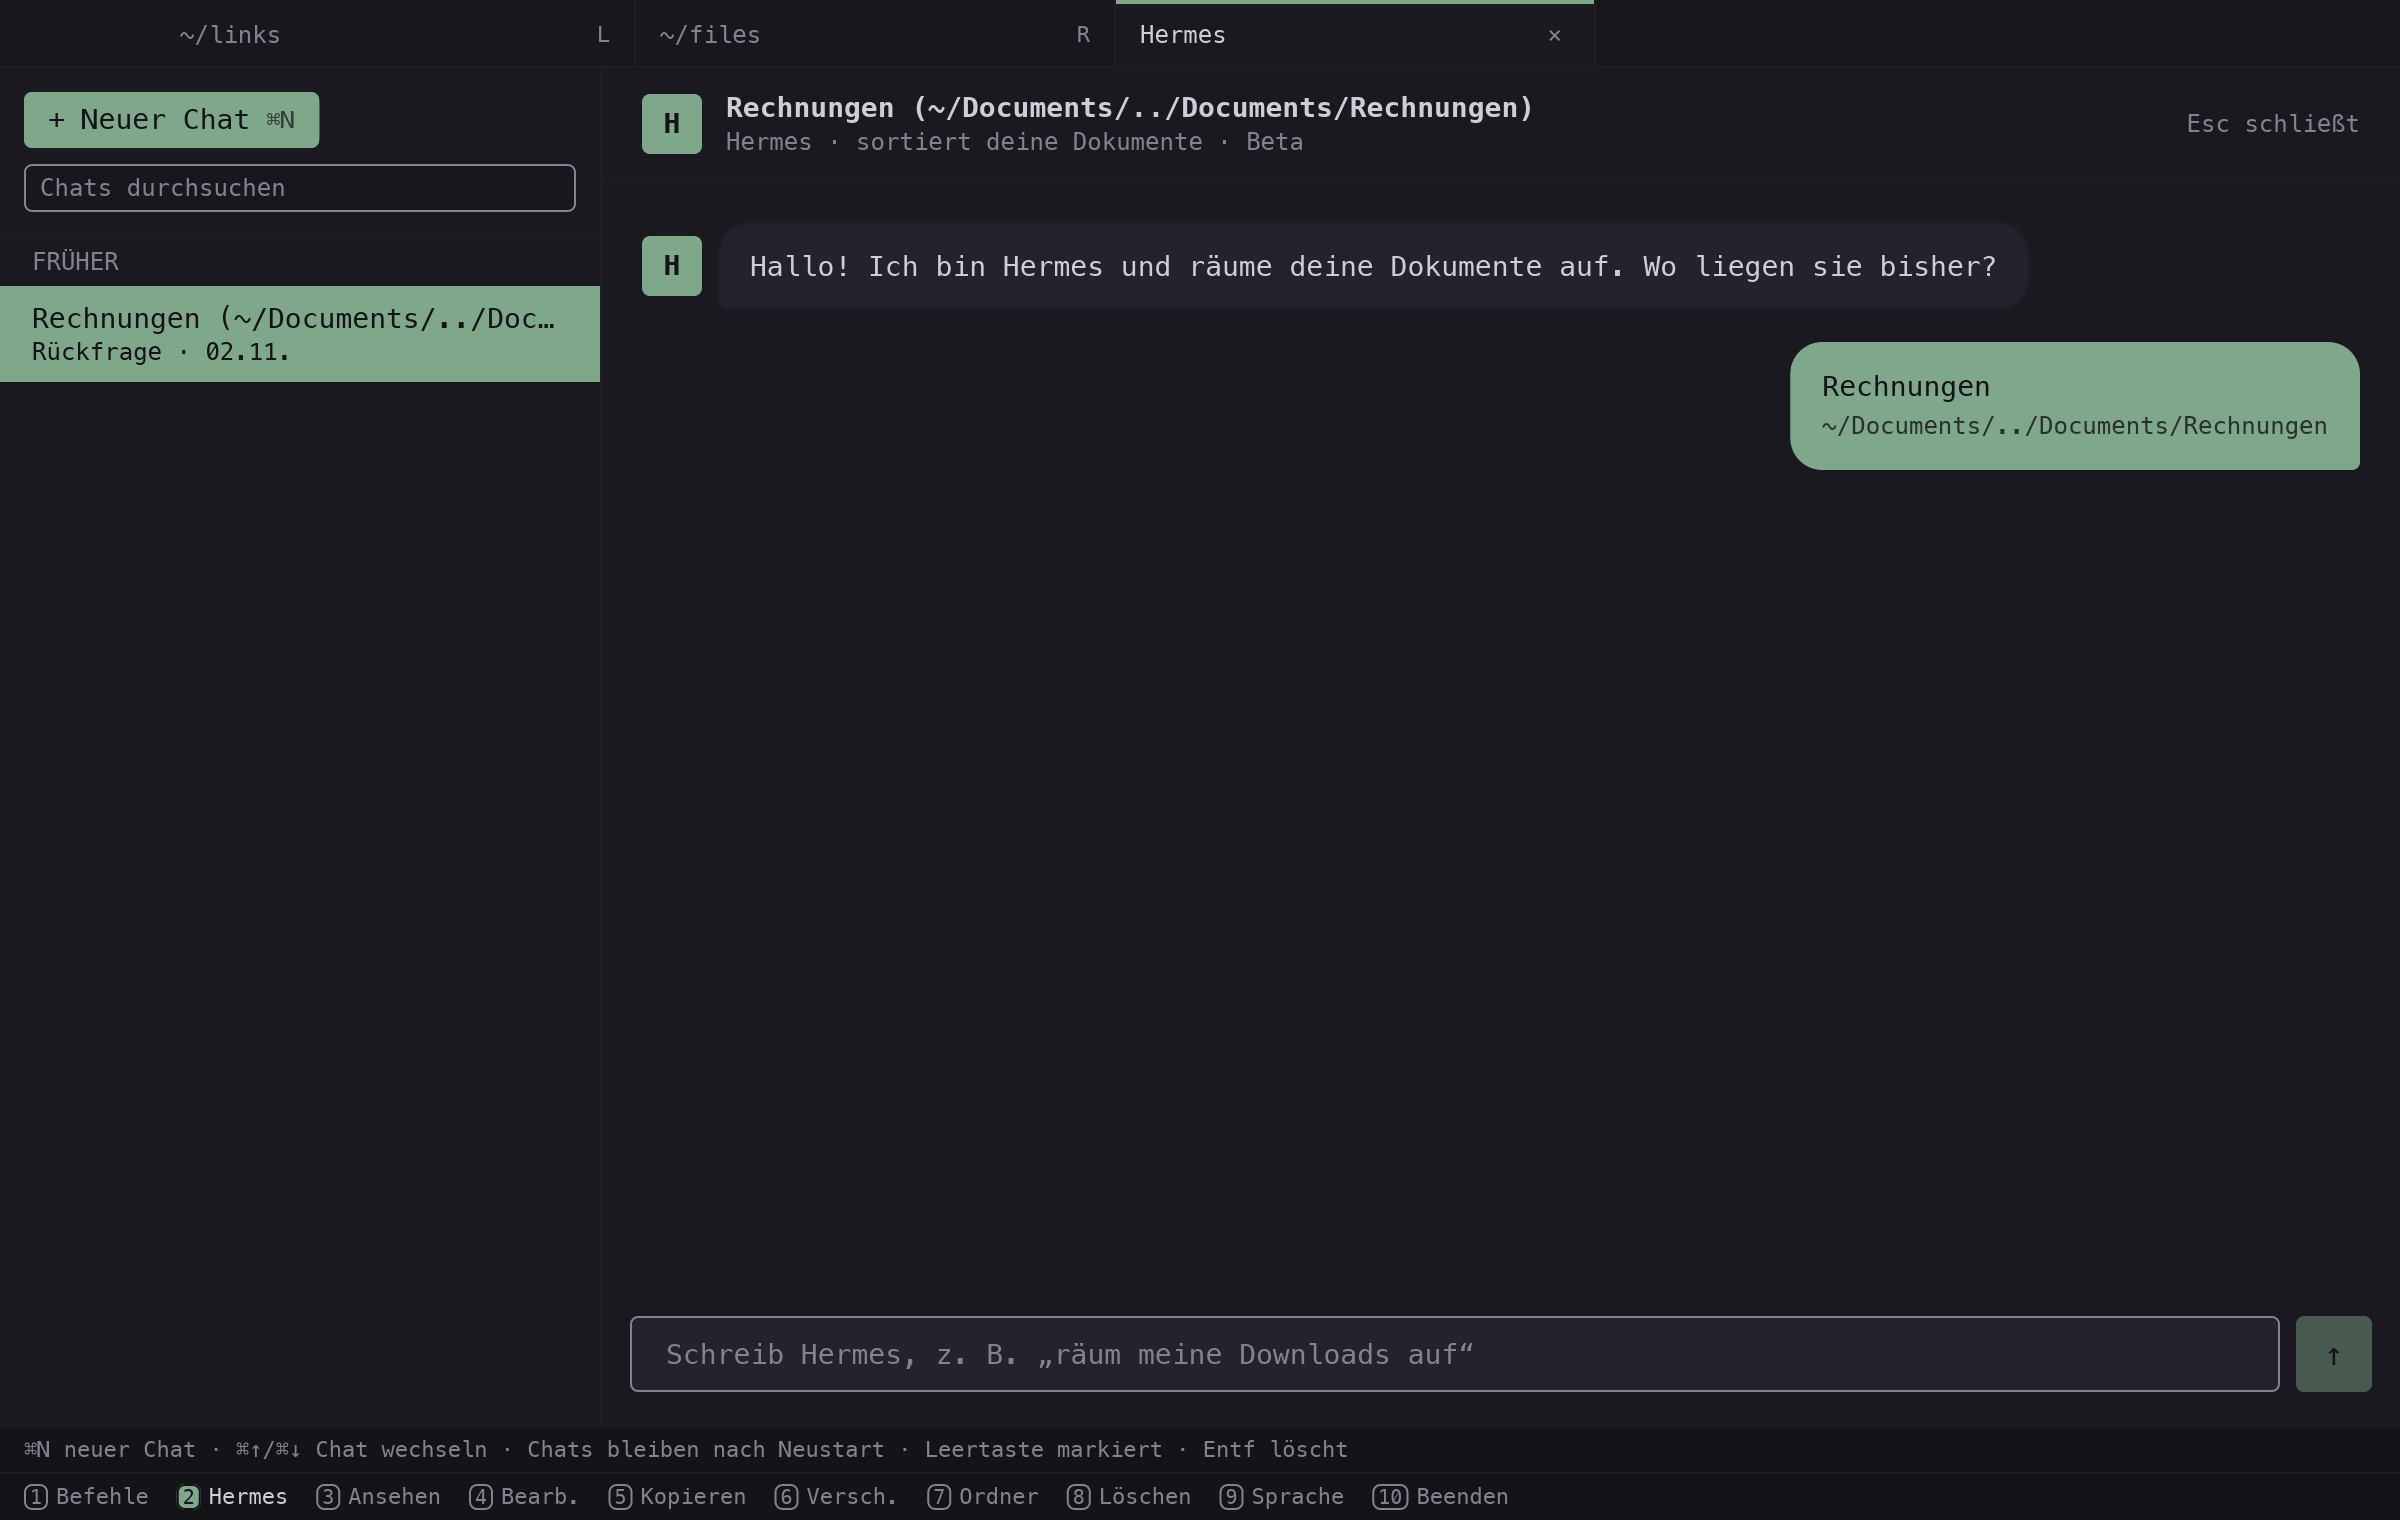 ~/links L ~/files R Hermes ×
+ Neuer Chat ⌘N
Chats durchsuchen
FRÜHER
Rechnungen (~/Documents/../Doc…
Rückfrage · 02.11.
H
Rechnungen (~/Documents/../Documents/Rechnungen)
Hermes · sortiert deine Dokumente · Beta
Esc schließt
H
Hallo! Ich bin Hermes und räume deine Dokumente auf. Wo liegen sie bisher?
Rechnungen
~/Documents/../Documents/Rechnungen
Schreib Hermes, z. B. „räum meine Downloads auf“
↑
⌘N neuer Chat · ⌘↑/⌘↓ Chat wechseln · Chats bleiben nach Neustart · Leertaste markiert · Entf löscht
1 Befehle 2 Hermes 3 Ansehen 4 Bearb. 5 Kopieren 6 Versch. 7 Ordner 8 Löschen 9 Sprache 10 Beenden